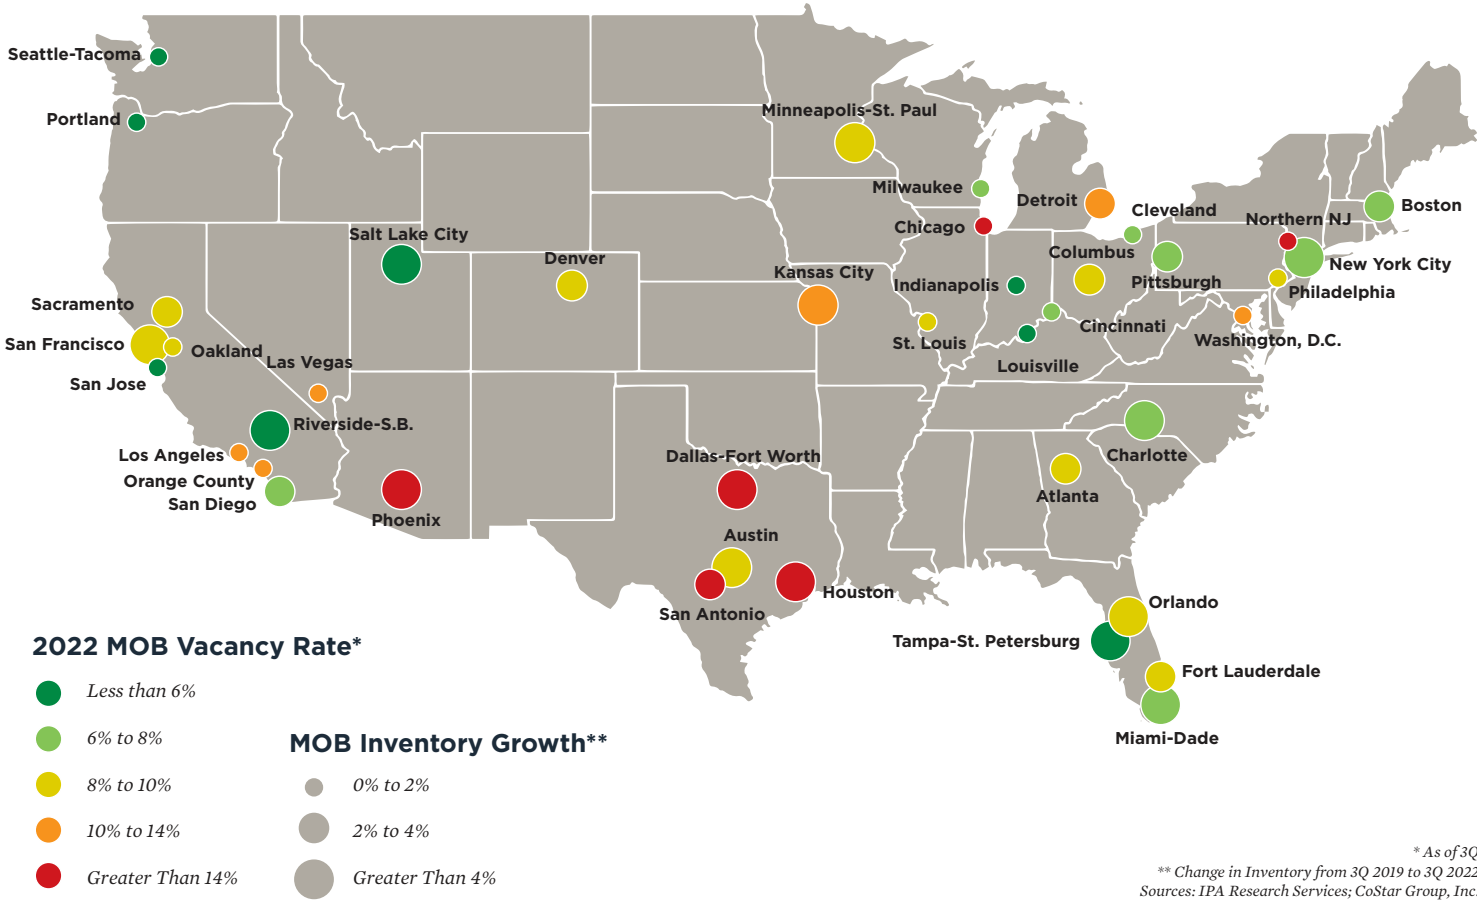 Seattle-Tacoma
Portland
Minneapolis-St. Paul
Milwaukee
Detroit
Cleveland
Northern NJ
Boston
Chicago
Salt Lake City
Denver
Kansas City
Columbus
New York City
Indianapolis
Pittsburgh
Philadelphia
Sacramento
San Francisco
Oakland
San Jose
Las Vegas
St. Louis
Cincinnati
Washington, D.C.
Louisville
Riverside-S.B.
Los Angeles
Orange County
San Diego
Phoenix
Dallas-Fort Worth
Charlotte
Atlanta
Austin
San Antonio
Houston
Orlando
Tampa-St. Petersburg
Fort Lauderdale
Miami-Dade
2022 MOB Vacancy Rate*
Less than 6%
6% to 8%
8% to 10%
10% to 14%
Greater Than 14%
MOB Inventory Growth**
0% to 2%
2% to 4%
Greater Than 4%
* As of 3Q
** Change in Inventory from 3Q 2019 to 3Q 2022
Sources: IPA Research Services; CoStar Group, Inc.